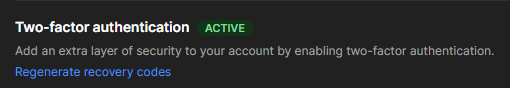 Two-factor authentication ACTIVE
Add an extra layer of security to your account by enabling two-factor authentication.
Regenerate recovery codes